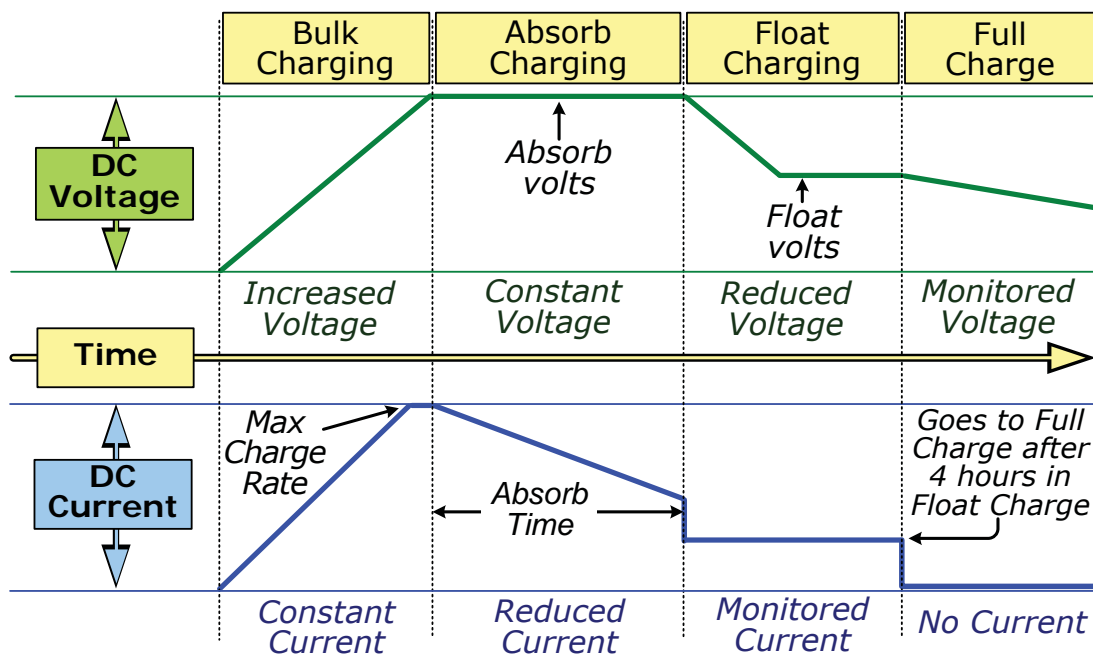 Bulk
Charging
Absorb
Charging
Float
Charging
Full
Charge
DC
Voltage
Absorb
volts
Float
volts
Increased
Voltage
Constant
Voltage
Reduced
Voltage
Monitored
Voltage
Time
DC
Current
Max
Charge
Rate
Absorb
Time
Goes to Full
Charge after
4 hours in
Float Charge
Constant
Current
Reduced
Current
Monitored
Current
No Current